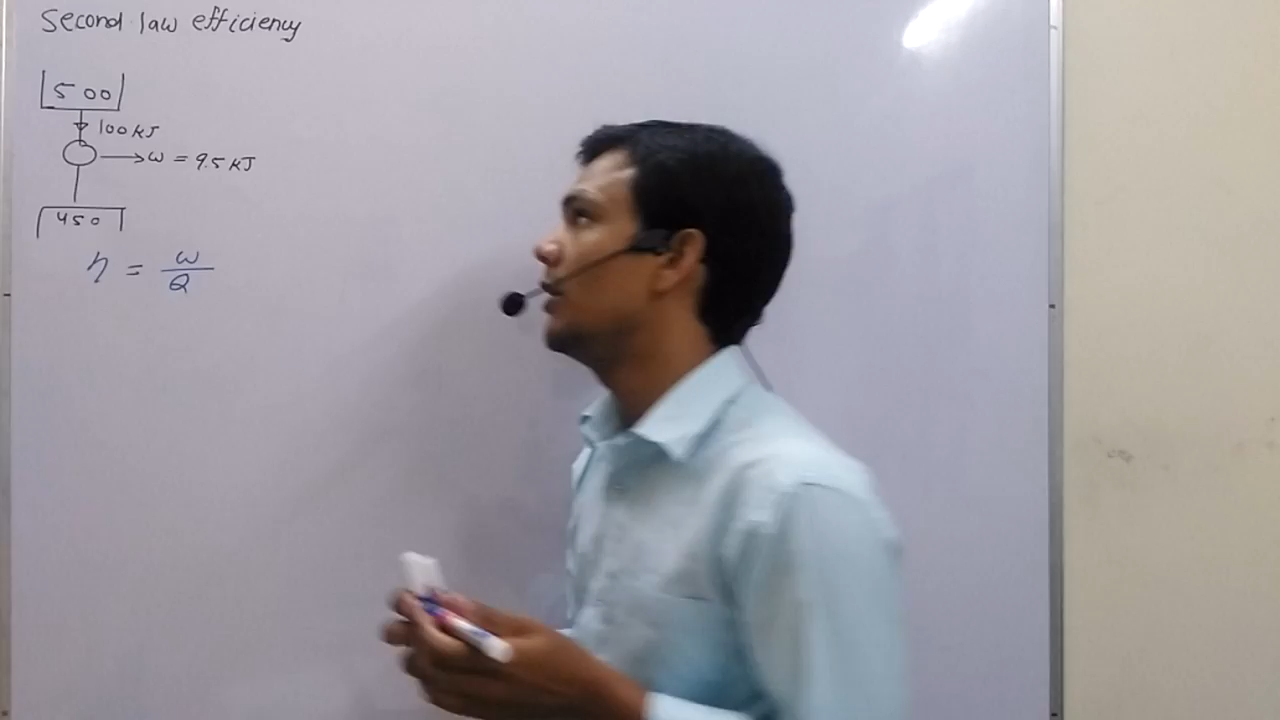 Second law efficiency
500
100 KJ
ω = 9.5 KJ
450
η = ω/Q